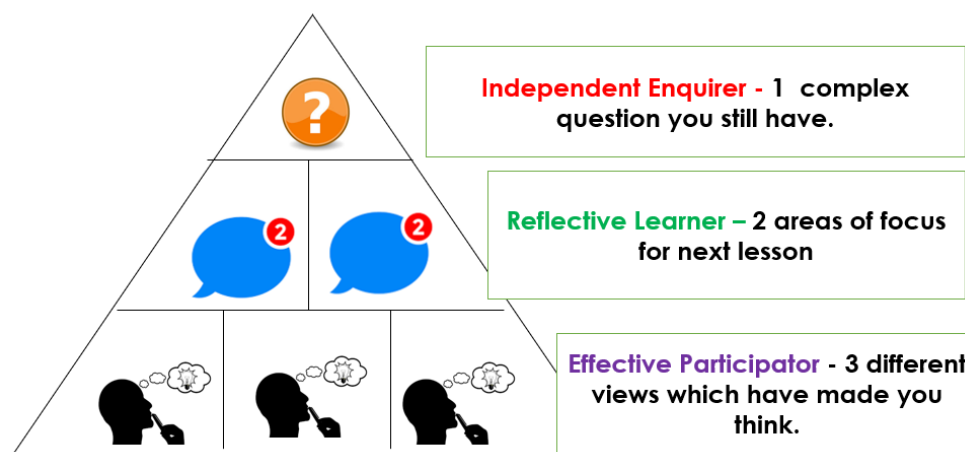 ?
Independent Enquirer - 1 complex
question you still have.
2
2
Reflective Learner – 2 areas of focus
for next lesson
Effective Participator - 3 different
views which have made you
think.